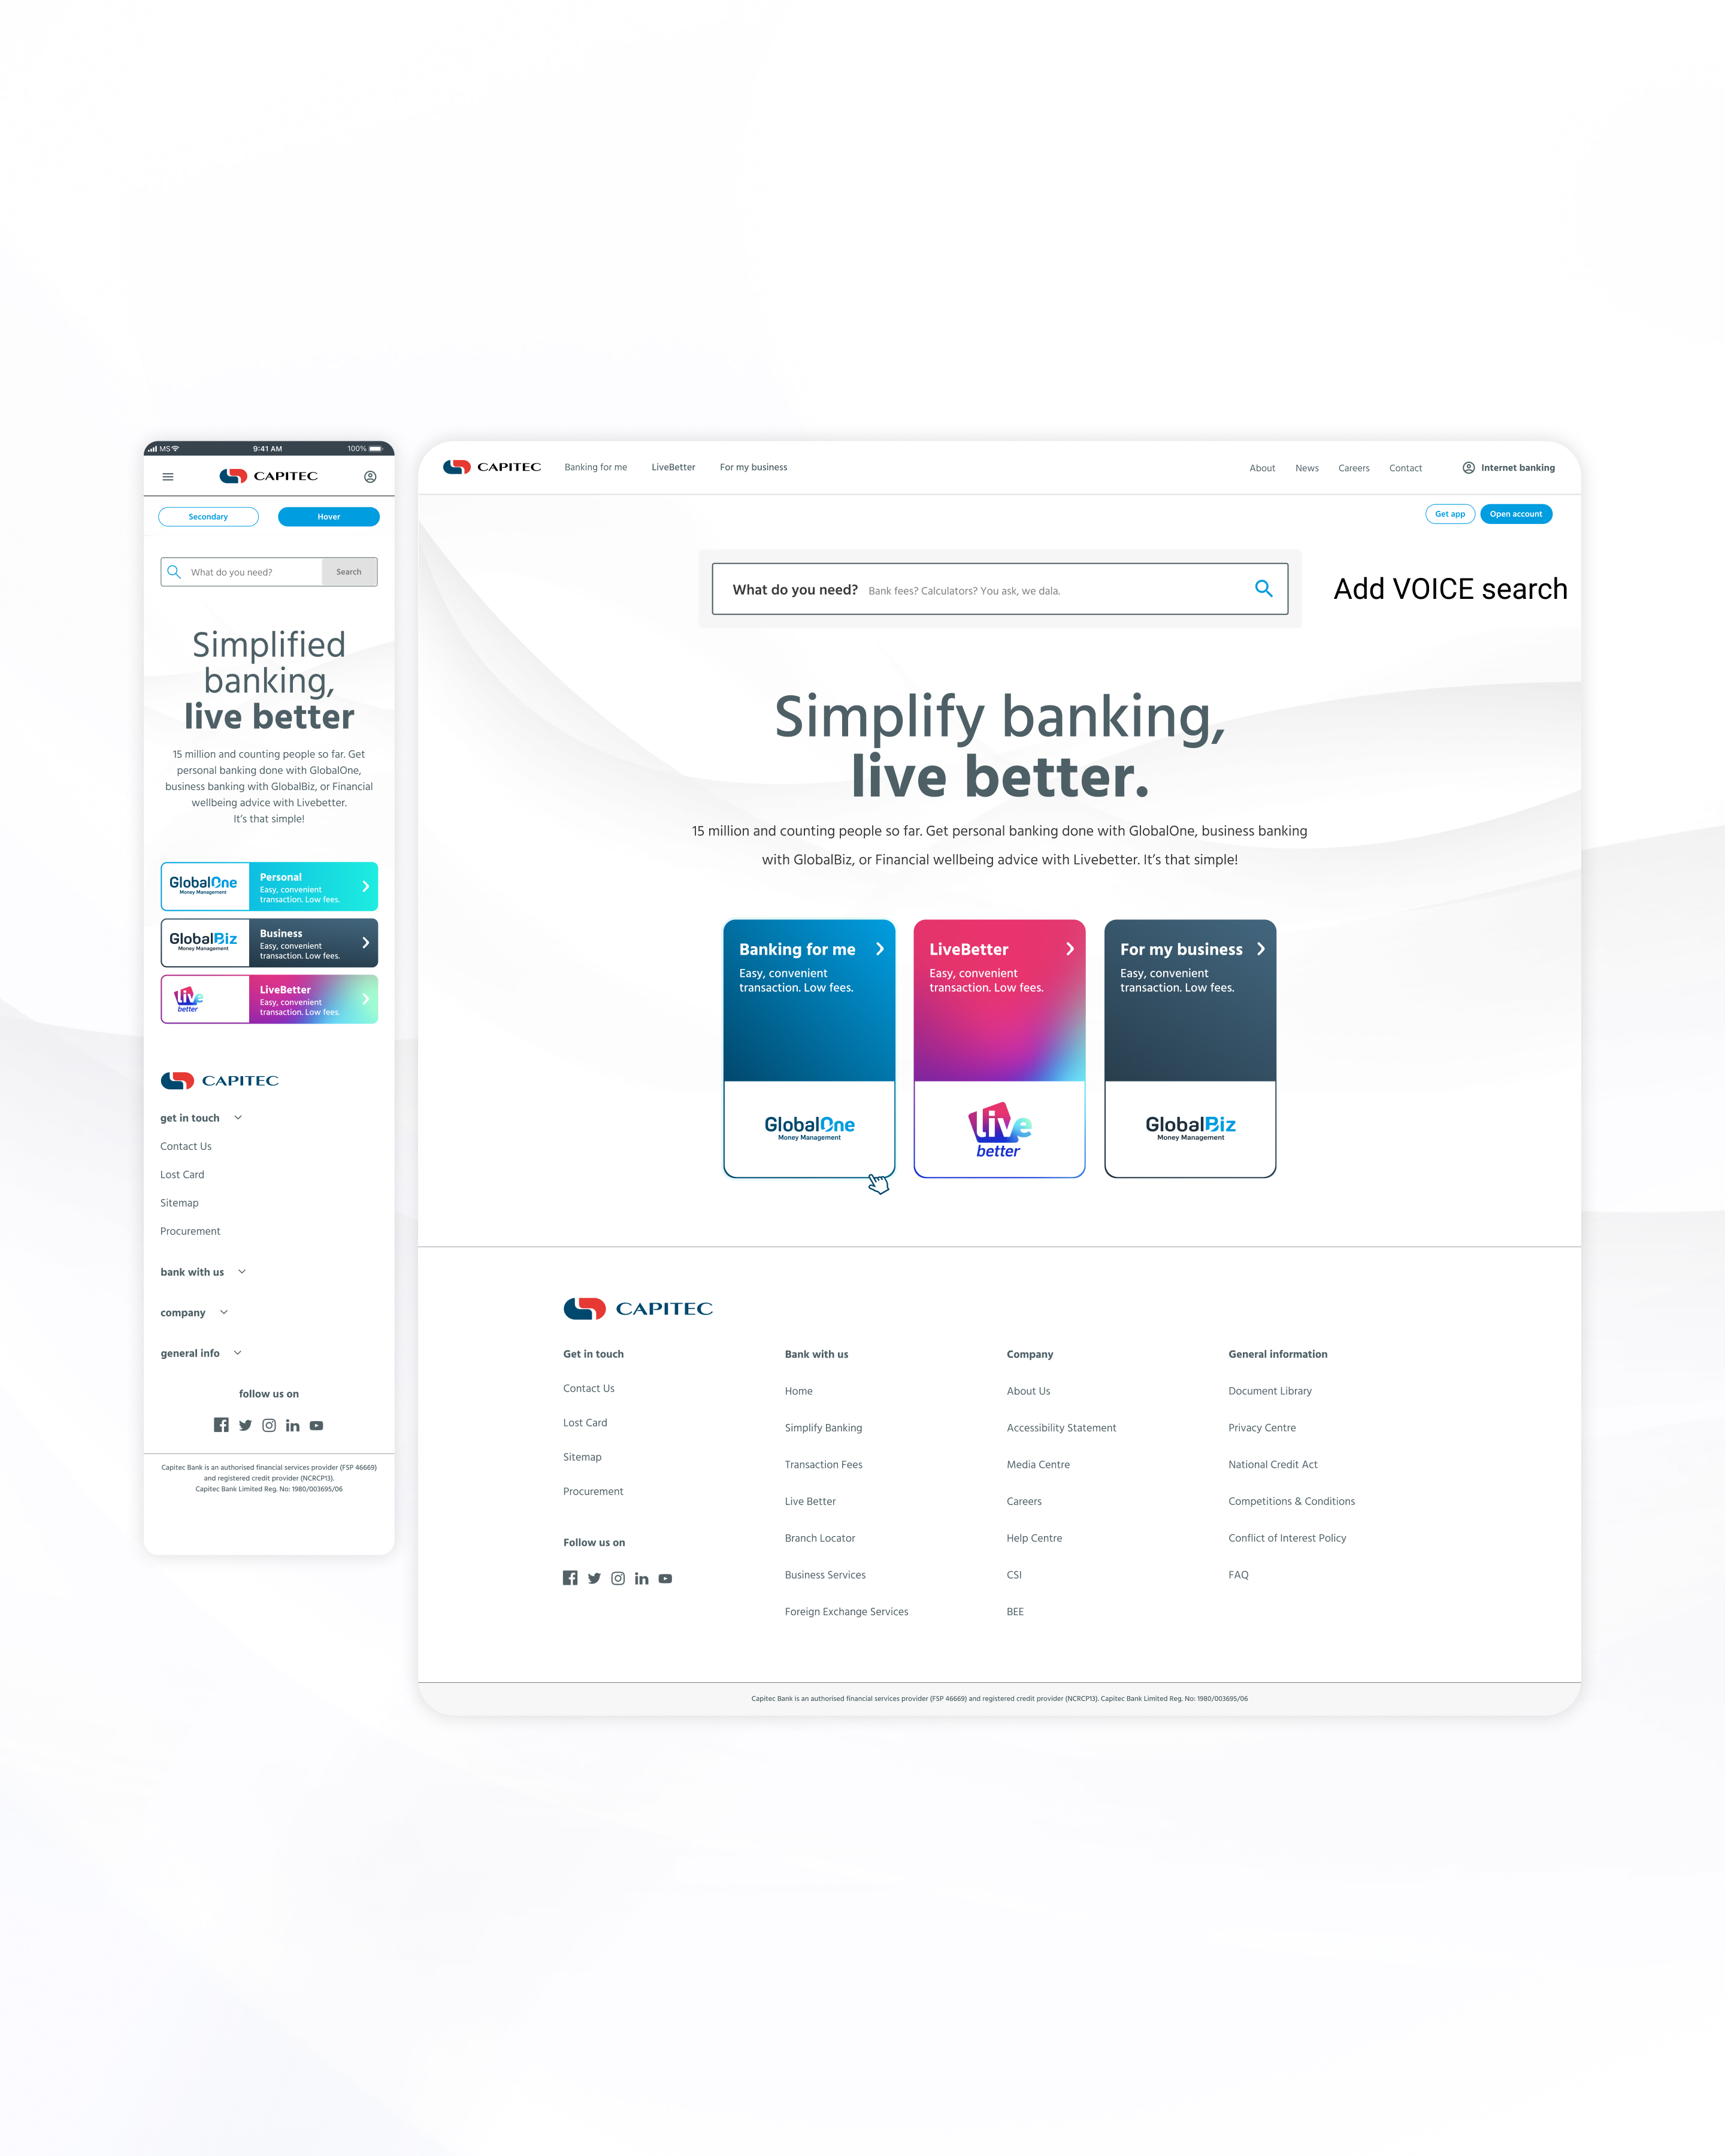 MS
9:41 AM
100%
CAPITEC
Secondary
Hover
What do you need?
Search
Simplified
banking,
live better
15 million and counting people so far. Get
personal banking done with GlobalOne,
business banking with GlobalBiz, or Financial
wellbeing advice with Livebetter.
It's that simple!
GlobalOne
Money Management
Personal
Easy, convenient
transaction. Low fees.
GlobalBiz
Money Management
Business
Easy, convenient
transaction. Low fees.
live
better
LiveBetter
Easy, convenient
transaction. Low fees.
CAPITEC
get in touch
Contact Us
Lost Card
Sitemap
Procurement
bank with us
company
general info
follow us on
Capitec Bank is an authorised financial services provider (FSP 46669)
and registered credit provider (NCRCP13).
Capitec Bank Limited Reg. No: 1980/003695/06
CAPITEC
Banking for me
LiveBetter
For my business
About
News
Careers
Contact
Internet banking
Get app
Open account
What do you need? Bank fees? Calculators? You ask, we dala.
Add VOICE search
Simplify banking,
live better.
15 million and counting people so far. Get personal banking done with GlobalOne, business banking
with GlobalBiz, or Financial wellbeing advice with Livebetter. It's that simple!
Banking for me
Easy, convenient
transaction. Low fees.
GlobalOne
Money Management
LiveBetter
Easy, convenient
transaction. Low fees.
live
better
For my business
Easy, convenient
transaction. Low fees.
GlobalBiz
Money Management
CAPITEC
Get in touch
Contact Us
Lost Card
Sitemap
Procurement
Follow us on
Bank with us
Home
Simplify Banking
Transaction Fees
Live Better
Branch Locator
Business Services
Foreign Exchange Services
Company
About Us
Accessibility Statement
Media Centre
Careers
Help Centre
CSI
BEE
General information
Document Library
Privacy Centre
National Credit Act
Competitions & Conditions
Conflict of Interest Policy
FAQ
Capitec Bank is an authorised financial services provider (FSP 46669) and registered credit provider (NCRCP13). Capitec Bank Limited Reg. No: 1980/003695/06